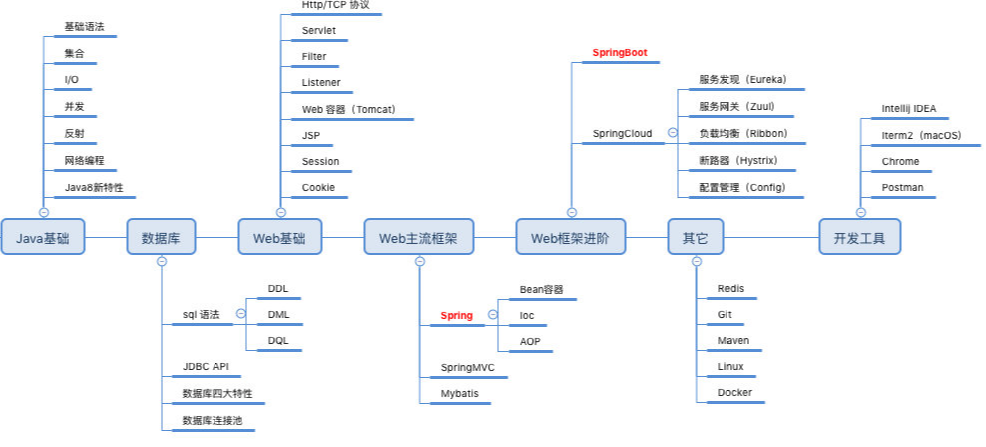 Http/TCP 协议
Servlet
Filter
Listener
Web 容器（Tomcat)
JSP
Session
Cookie
基础语法
集合
I/O
并发
反射
网络编程
Java8新特性
SpringBoot
SpringCloud
服务发现（Eureka)
服务网关（Zuul)
负载均衡（Ribbon)
断路器（Hystrix)
配置管理（Config)
Intellij IDEA
Iterm2（macOS)
Chrome
Postman
Java基础
数据库
Web基础
Web主流框架
Web框架进阶
其它
开发工具
sql 语法
DDL
DML
DQL
JDBC API
数据库四大特性
数据库连接池
Spring
Bean容器
Ioc
AOP
SpringMVC
Mybatis
Redis
Git
Maven
Linux
Docker